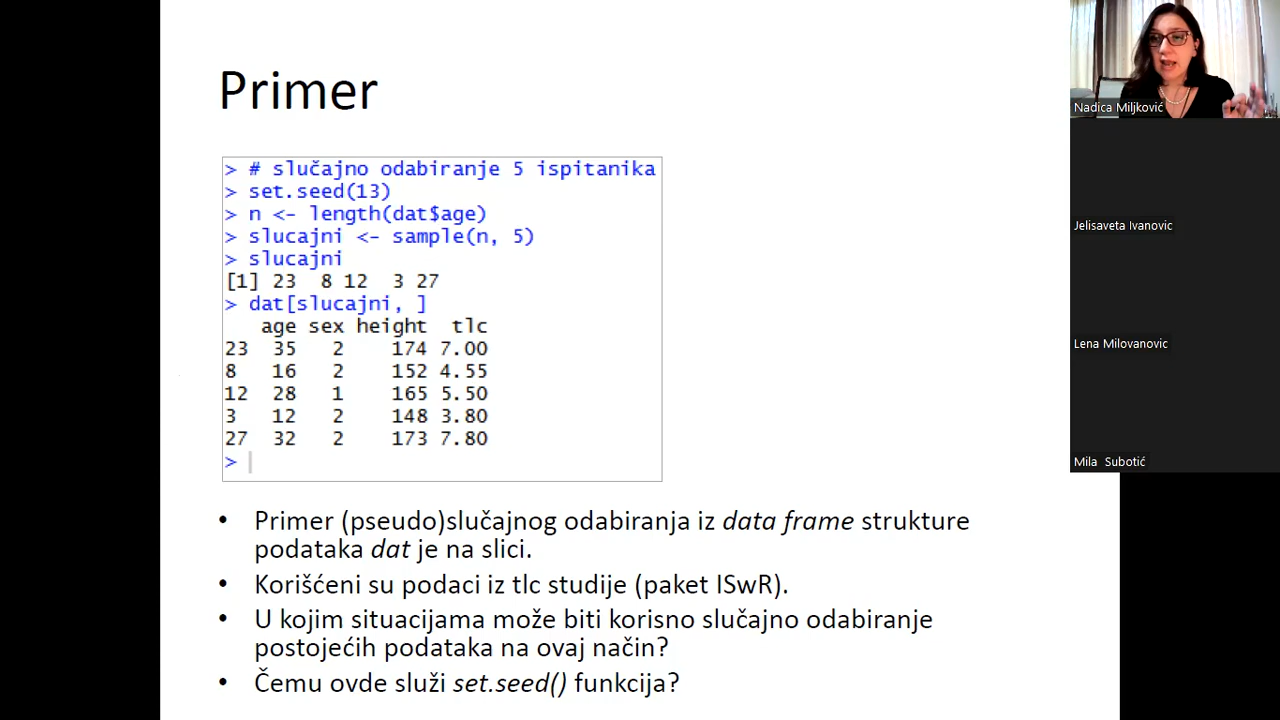 Primer
> # slučajno odabiranje 5 ispitanika
> set.seed(13)
> n <- length(dat$age)
> slucajni <- sample(n, 5)
> slucajni
[1] 23  8 12  3 27
> dat[slucajni, ]
   age sex height  tlc
23  35   2    174 7.00
8   16   2    152 4.55
12  28   1    165 5.50
3   12   2    148 3.80
27  32   2    173 7.80
>
• Primer (pseudo)slučajnog odabiranja iz data frame strukture
podataka dat je na slici.
• Korišćeni su podaci iz tlc studije (paket ISwR).
• U kojim situacijama može biti korisno slučajno odabiranje
postojećih podataka na ovaj način?
• Čemu ovde služi set.seed() funkcija?
Nadica Miljković
Jelisaveta Ivanovic
Lena Milovanovic
Mila Subotić